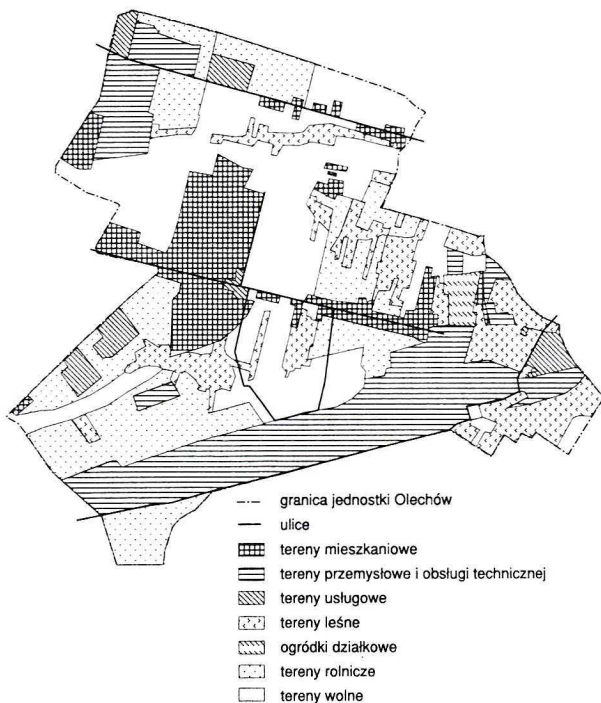 granica jednostki Olechów
ulice
tereny mieszkaniowe
tereny przemysłowe i obsługi technicznej
tereny usługowe
tereny leśne
ogródki działkowe
tereny rolnicze
tereny wolne